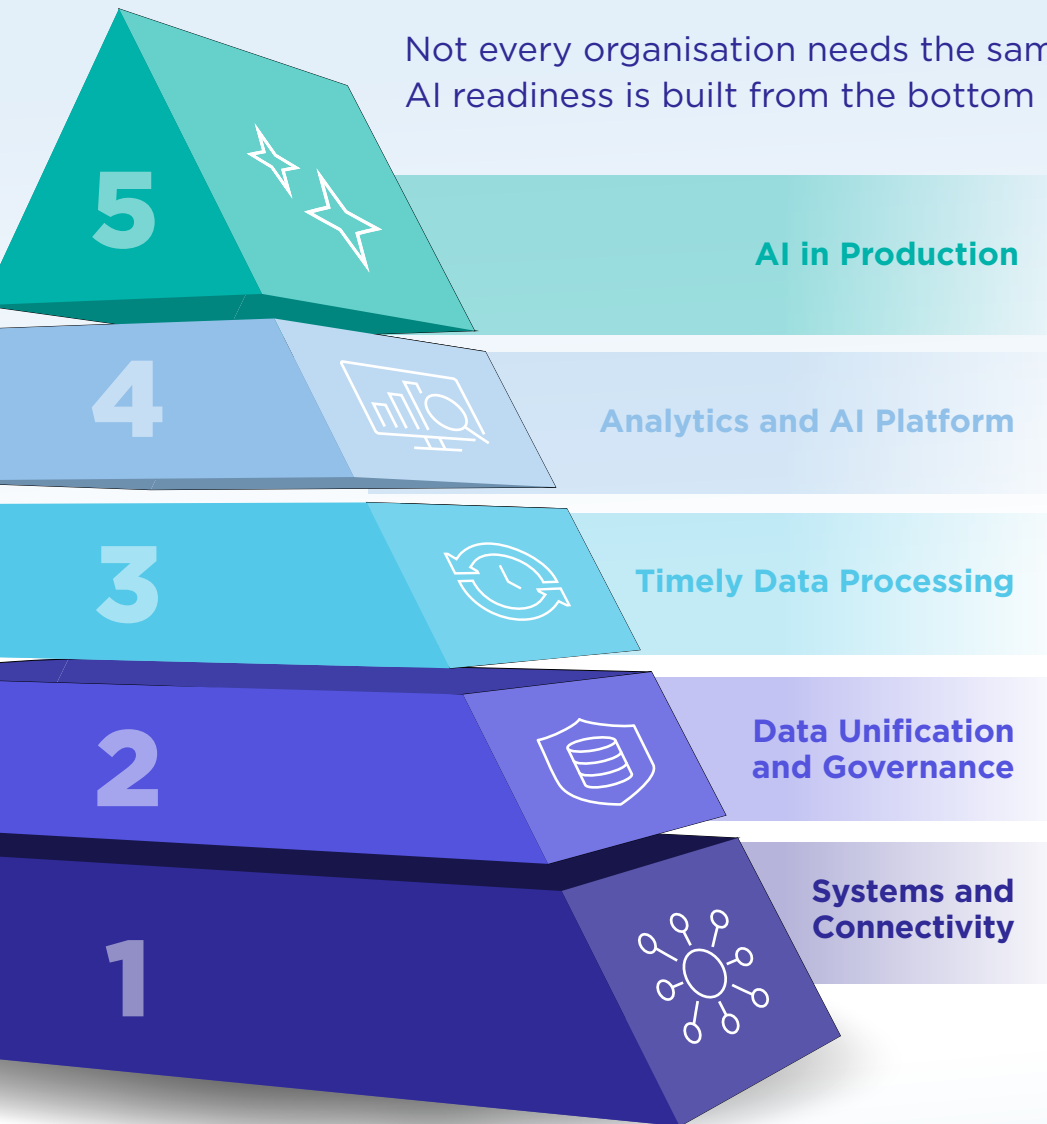 Not every organisation needs the sam
AI readiness is built from the bottom
5
AI in Production
4
Analytics and AI Platform
3
Timely Data Processing
2
Data Unification
and Governance
1
Systems and
Connectivity